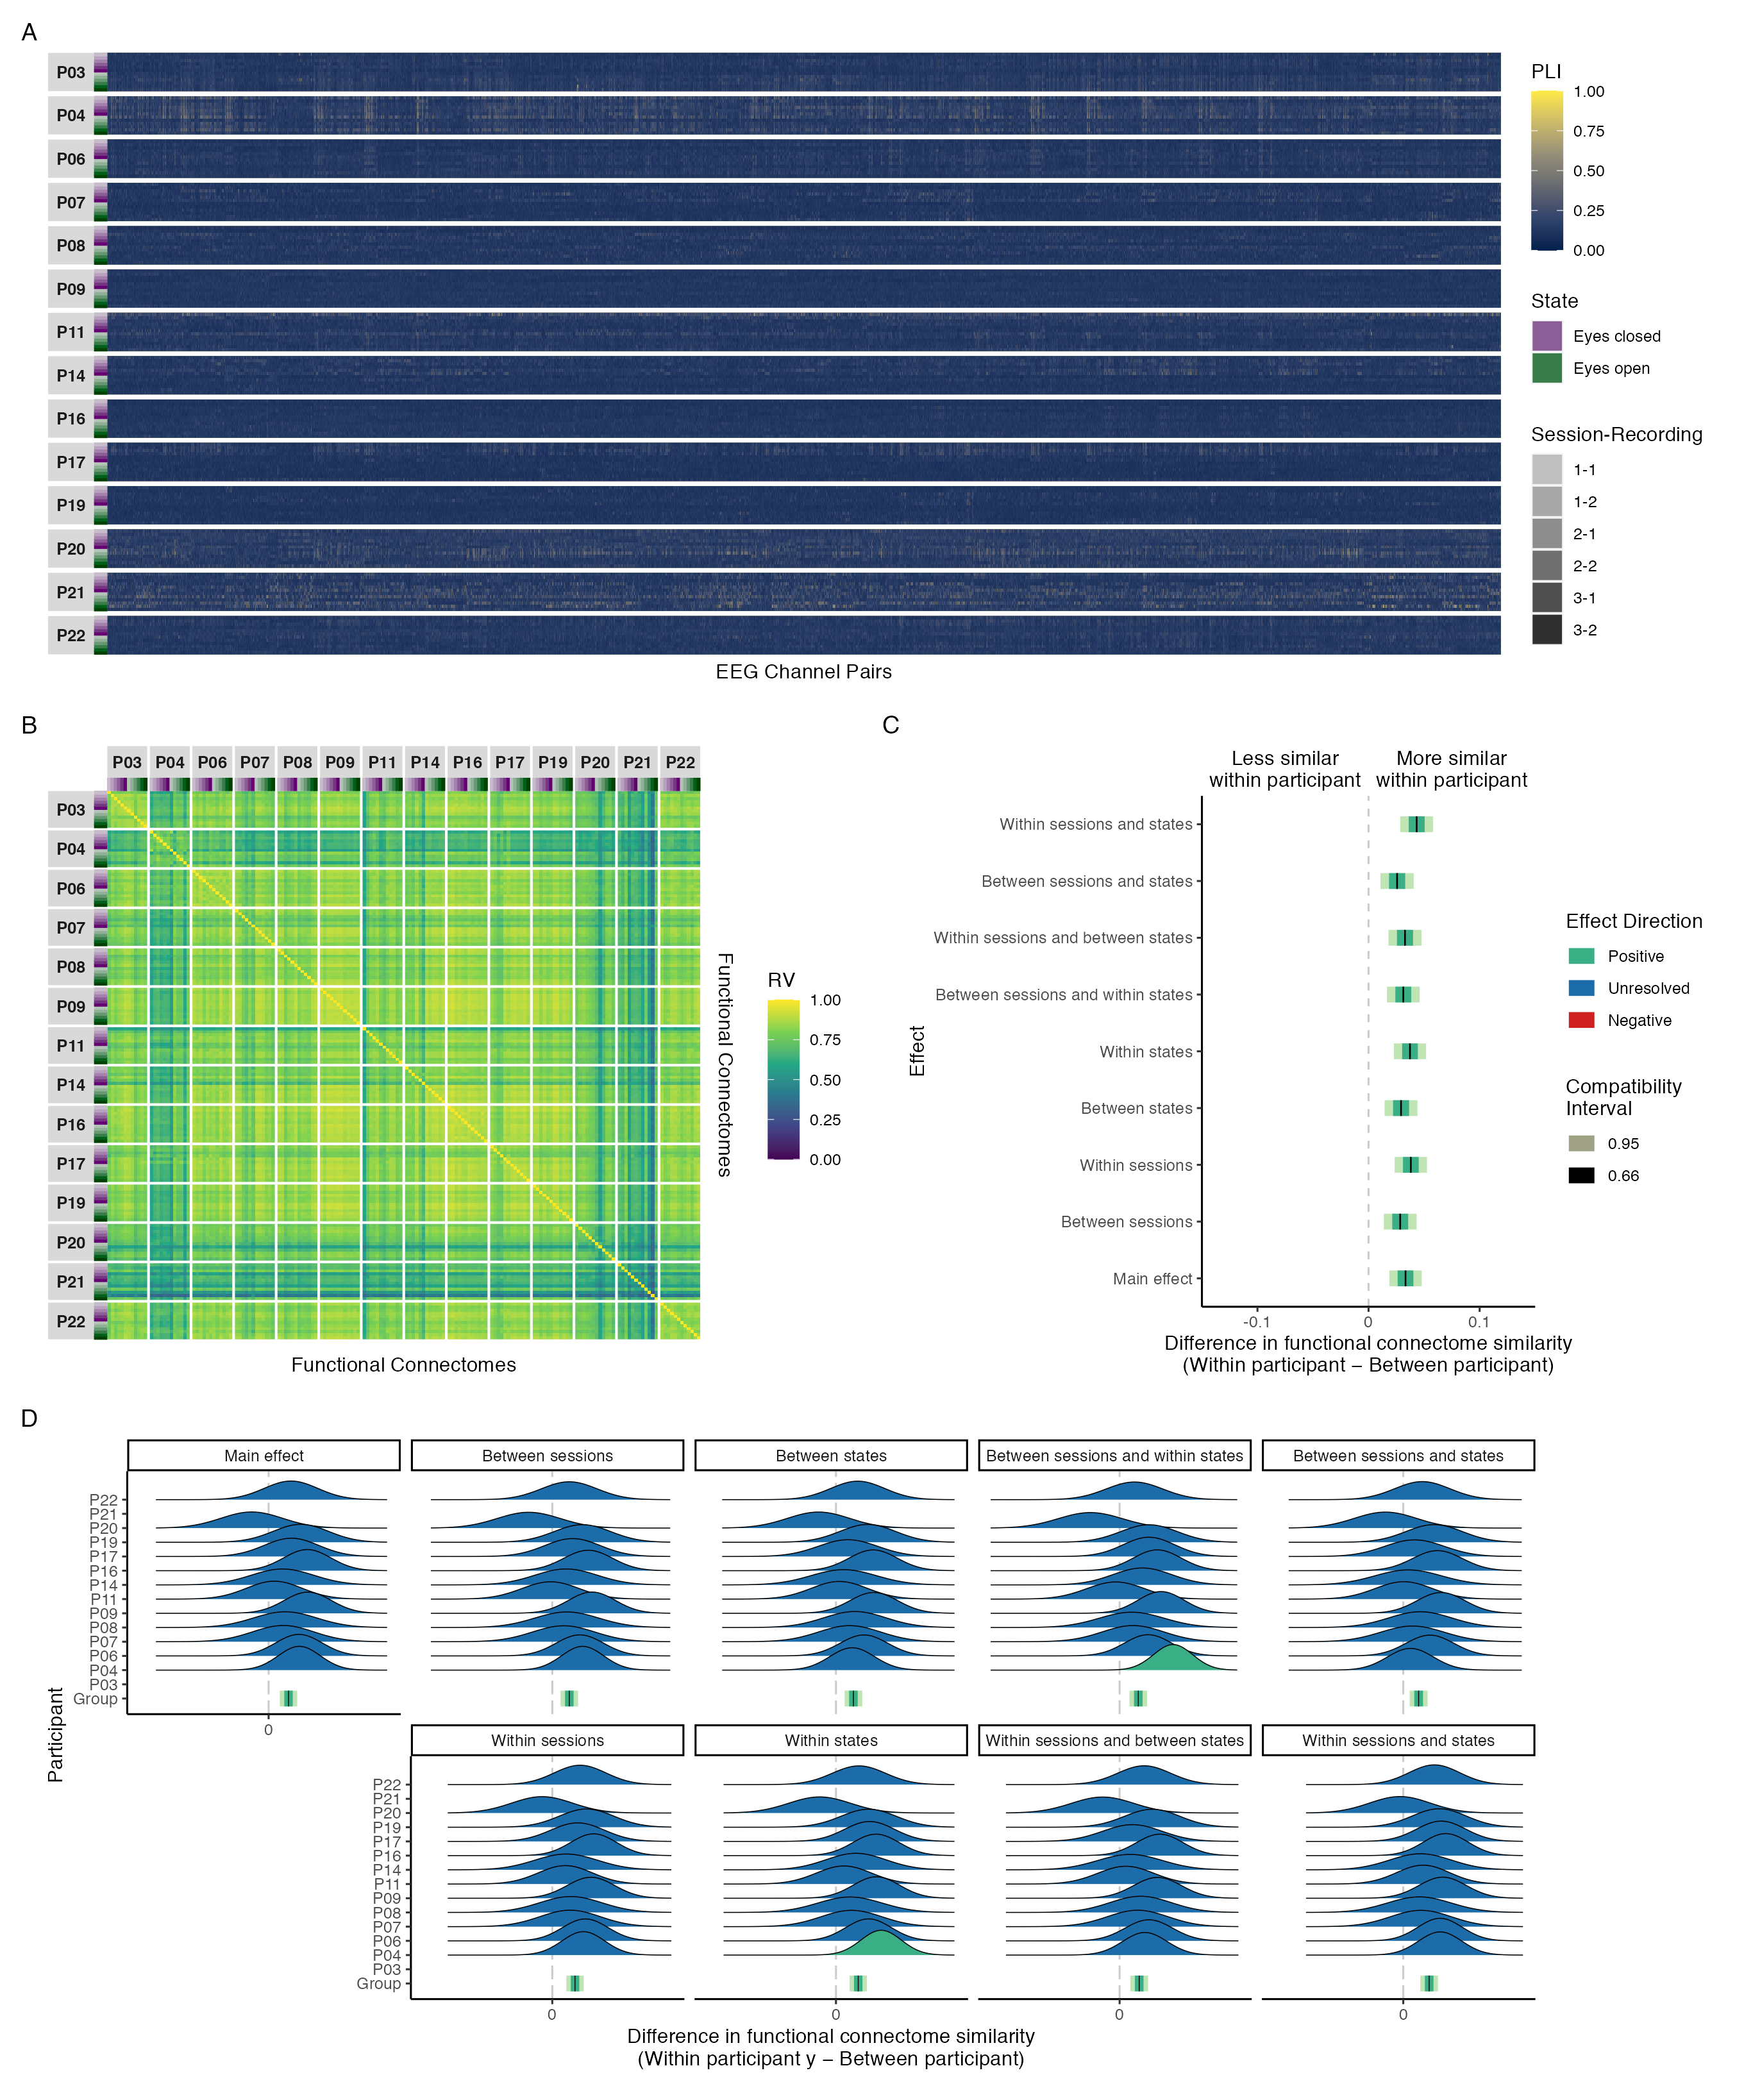 A
P03
P04
P06
P07
P08
P09
P11
P14
P16
P17
P19
P20
P21
P22
EEG Channel Pairs
PLI
1.00
0.75
0.50
0.25
0.00
State
Eyes closed
Eyes open
Session-Recording
1-1
1-2
2-1
2-2
3-1
3-2
B
P03 P04 P06 P07 P08 P09 P11 P14 P16 P17 P19 P20 P21 P22
P03
P04
P06
P07
P08
P09
P11
P14
P16
P17
P19
P20
P21
P22
Functional Connectomes
Functional Connectomes
RV
1.00
0.75
0.50
0.25
0.00
C
Less similar
within participant
More similar
within participant
Effect
Within sessions and states
Between sessions and states
Within sessions and between states
Between sessions and within states
Within states
Between states
Within sessions
Between sessions
Main effect
-0.1 0 0.1
Difference in functional connectome similarity
(Within participant − Between participant)
Effect Direction
Positive
Unresolved
Negative
Compatibility
Interval
0.95
0.66
D
Main effect
Between sessions
Between states
Between sessions and within states
Between sessions and states
Participant
P22
P21
P20
P19
P17
P16
P14
P11
P09
P08
P07
P06
P04
P03
Group
0
Within sessions
Within states
Within sessions and between states
Within sessions and states
P22
P21
P20
P19
P17
P16
P14
P11
P09
P08
P07
P06
P04
P03
Group
0 0 0 0
Difference in functional connectome similarity
(Within participant y − Between participant)